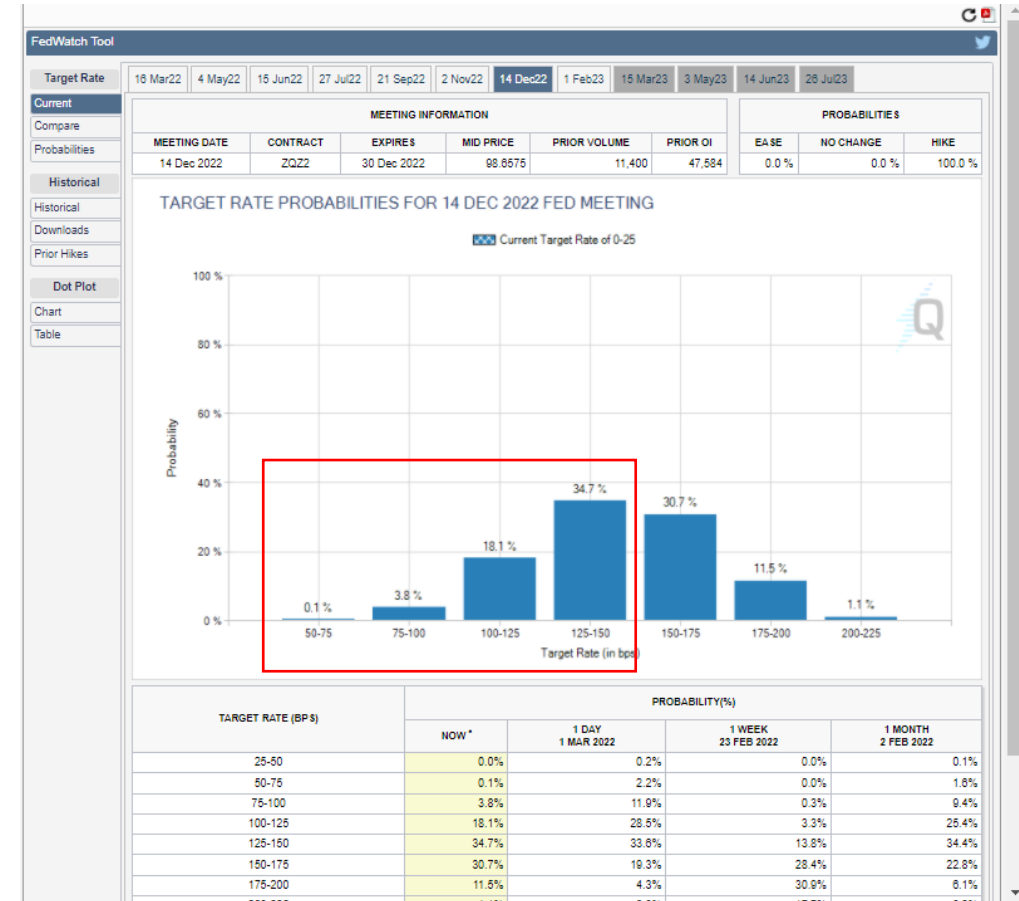 FedWatch Tool
Target Rate
Current
Compare
Probabilities
Historical
Historical
Downloads
Prior Hikes
Dot Plot
Chart
Table
16 Mar22 4 May22 15 Jun22 27 Jul22 21 Sep22 2 Nov22 14 Dec22 1 Feb23 15 Mar23 3 May23 14 Jun23 26 Jul23
MEETING INFORMATION PROBABILITIES
MEETING DATE CONTRACT EXPIRES MID PRICE PRIOR VOLUME PRIOR OI EASE NO CHANGE HIKE
14 Dec 2022 ZQZ2 30 Dec 2022 98.6575 11,400 47,584 0.0 % 0.0 % 100.0 %
TARGET RATE PROBABILITIES FOR 14 DEC 2022 FED MEETING
Current Target Rate of 0-25
Q
Probability
100 %
80 %
60 %
40 %
20 %
0 %
0.1 %
3.8 %
18.1 %
34.7 %
30.7 %
11.5 %
1.1 %
50-75 75-100 100-125 125-150 150-175 175-200 200-225
Target Rate (in bps)
TARGET RATE (BPS) PROBABILITY(%)
NOW * 1 DAY 1 WEEK 1 MONTH
1 MAR 2022 23 FEB 2022 2 FEB 2022
25-50 0.0% 0.2% 0.0% 0.1%
50-75 0.1% 2.2% 0.0% 1.6%
75-100 3.8% 11.9% 0.3% 9.4%
100-125 18.1% 28.5% 3.3% 25.4%
125-150 34.7% 33.6% 13.8% 34.4%
150-175 30.7% 19.3% 28.4% 22.8%
175-200 11.5% 4.3% 30.9% 6.1%